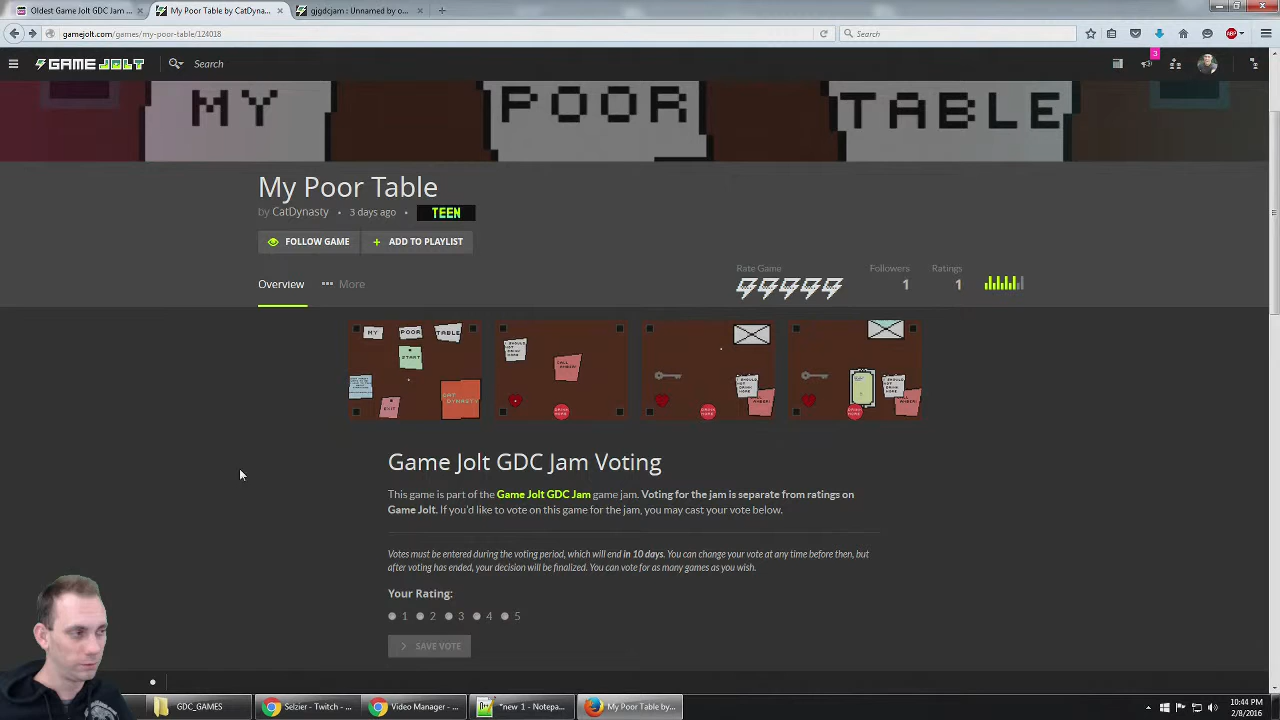 Oldest Game Jolt GDC Jam ...
My Poor Table by CatDyna...
gjgdcjam : Unnamed by o...
gamejolt.com/games/my-poor-table/124018
Search
GAME JOLT
Search
3
MY POOR TABLE
My Poor Table
by CatDynasty • 3 days ago • TEEN
FOLLOW GAME
ADD TO PLAYLIST
Rate Game
Followers
1
Ratings
1
Overview
More
MY POOR TABLE
START
EXIT
CAT DYNASTY
Game Jolt GDC Jam Voting
This game is part of the Game Jolt GDC Jam game jam. Voting for the jam is separate from ratings on
Game Jolt. If you'd like to vote on this game for the jam, you may cast your vote below.
Votes must be entered during the voting period, which will end in 10 days. You can change your vote at any time before then, but
after voting has ended, your decision will be finalized. You can vote for as many games as you wish.
Your Rating:
1 2 3 4 5
SAVE VOTE
GDC_GAMES
Selzier - Twitch - ...
Video Manager - ...
*new 1 - Notepa...
My Poor Table by...
10:44 PM
2/8/2016